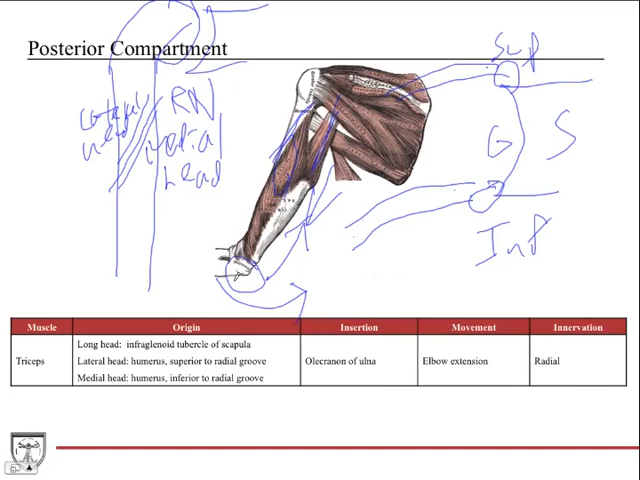 Posterior Compartment
Sup
lateral
head
RN
medial
head
G
S
Inf
Muscle Origin Insertion Movement Innervation
Triceps
Long head: infraglenoid tubercle of scapula
Lateral head: humerus, superior to radial groove
Medial head: humerus, inferior to radial groove
Olecranon of ulna
Elbow extension
Radial